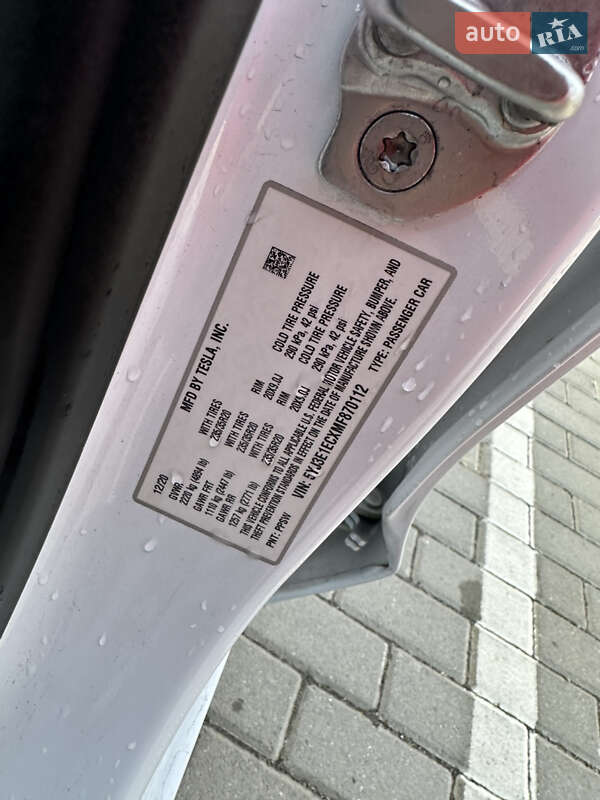 auto RIA.com
MFD BY TESLA, INC.
12/20
GVWR
2220 kg (4894 lb)
GAWR FRT WITH TIRES RIM COLD TIRE PRESSURE
1110 kg (2447 lb) 235/35R20 20X9.0J 290 kPa, 42 psi
GAWR RR WITH TIRES RIM COLD TIRE PRESSURE
1257 kg (2771 lb) 235/35R20 20X9.0J 290 kPa, 42 psi
THIS VEHICLE CONFORMS TO ALL APPLICABLE U.S. FEDERAL MOTOR VEHICLE SAFETY, BUMPER, AND
THEFT PREVENTION STANDARDS IN EFFECT ON THE DATE OF MANUFACTURE SHOWN ABOVE.
VIN: 5YJ3E1ECXMF870112 TYPE: PASSENGER CAR
PNT: PPSW